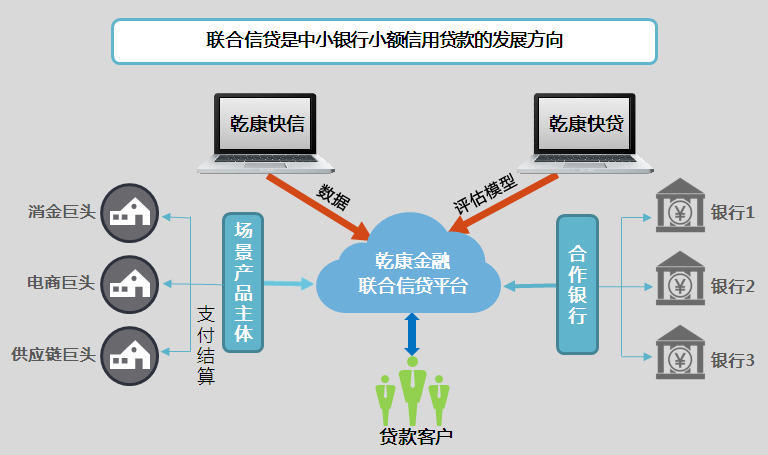 联合信贷是中小银行小额信用贷款的发展方向
乾康快信
乾康快贷
数据
评估模型
消金巨头
电商巨头
供应链巨头
支付结算
场景产品主体
乾康金融
联合信贷平台
合作银行
银行1
银行2
银行3
贷款客户